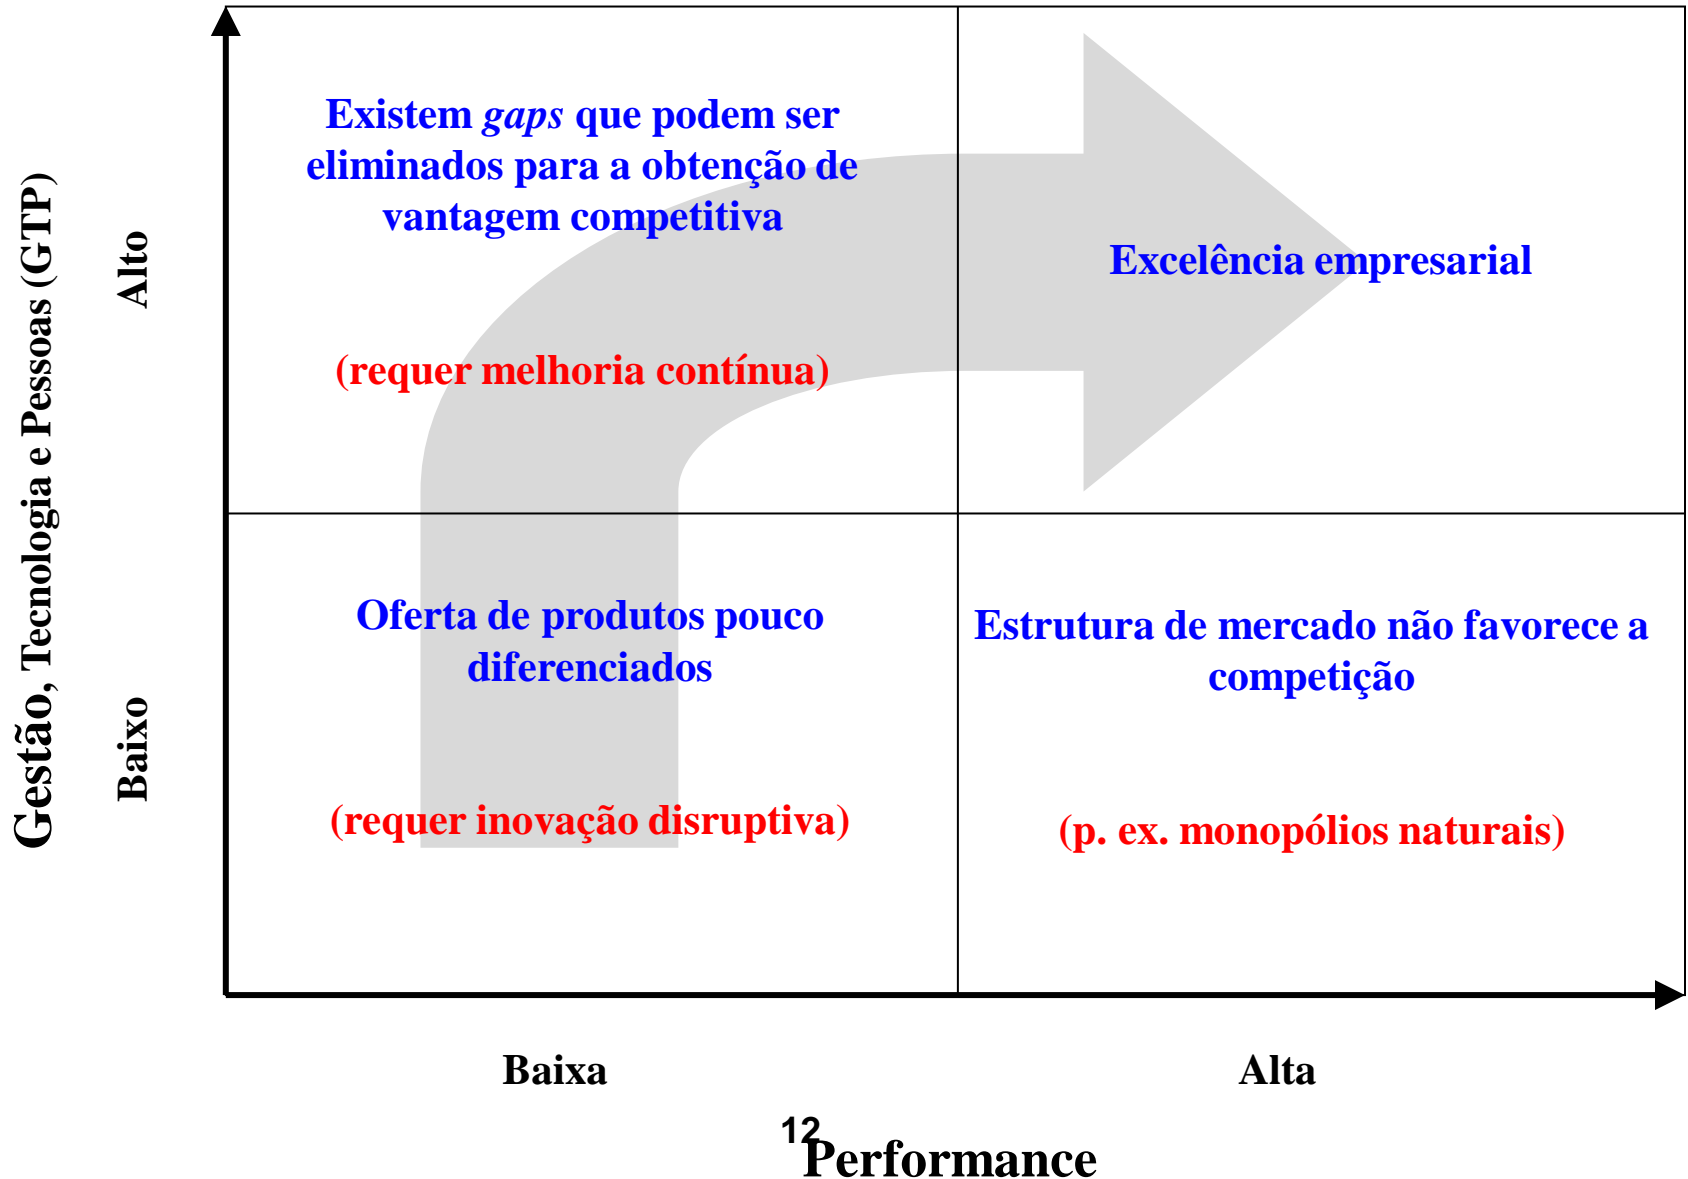 Gestão, Tecnologia e Pessoas (GTP)
Alto
Baixo
Existem gaps que podem ser
eliminados para a obtenção de
vantagem competitiva
(requer melhoria contínua)
Excelência empresarial
Oferta de produtos pouco
diferenciados
(requer inovação disruptiva)
Estrutura de mercado não favorece a
competição
(p. ex. monopólios naturais)
Baixa
Alta
12
Performance